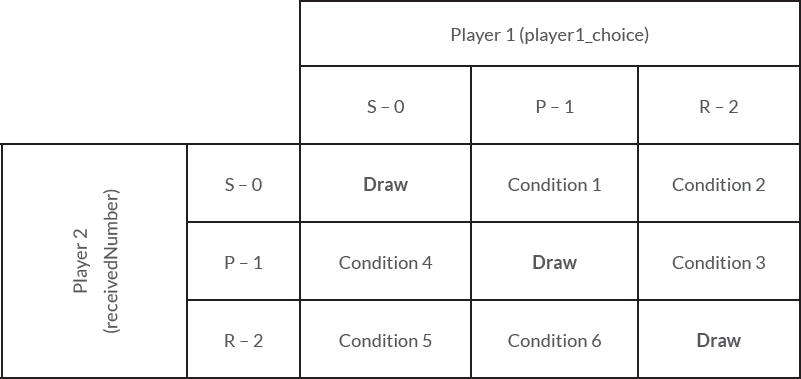 Player 1 (player1_choice)
S – 0
P – 1
R – 2
Player 2
(receivedNumber)
S – 0
Draw
Condition 1
Condition 2
P – 1
Condition 4
Draw
Condition 3
R – 2
Condition 5
Condition 6
Draw